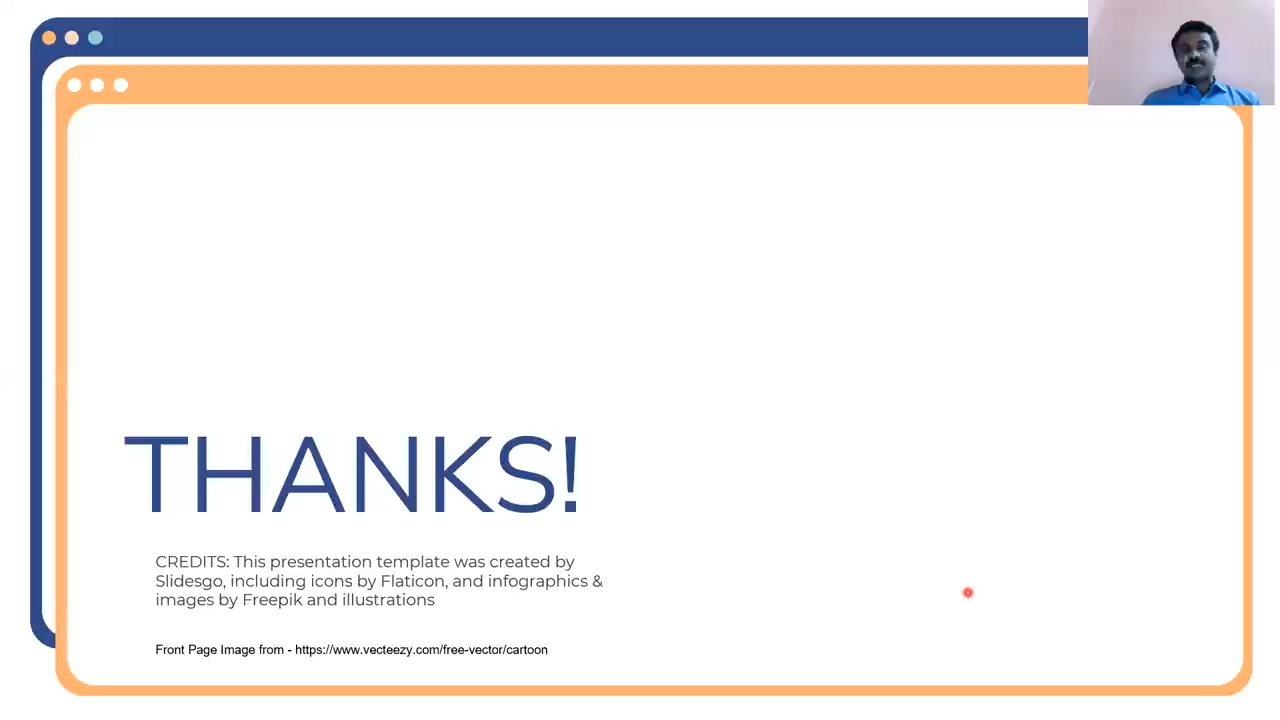 THANKS!
CREDITS: This presentation template was created by
Slidesgo, including icons by Flaticon, and infographics &
images by Freepik and illustrations
Front Page Image from - https://www.vecteezy.com/free-vector/cartoon